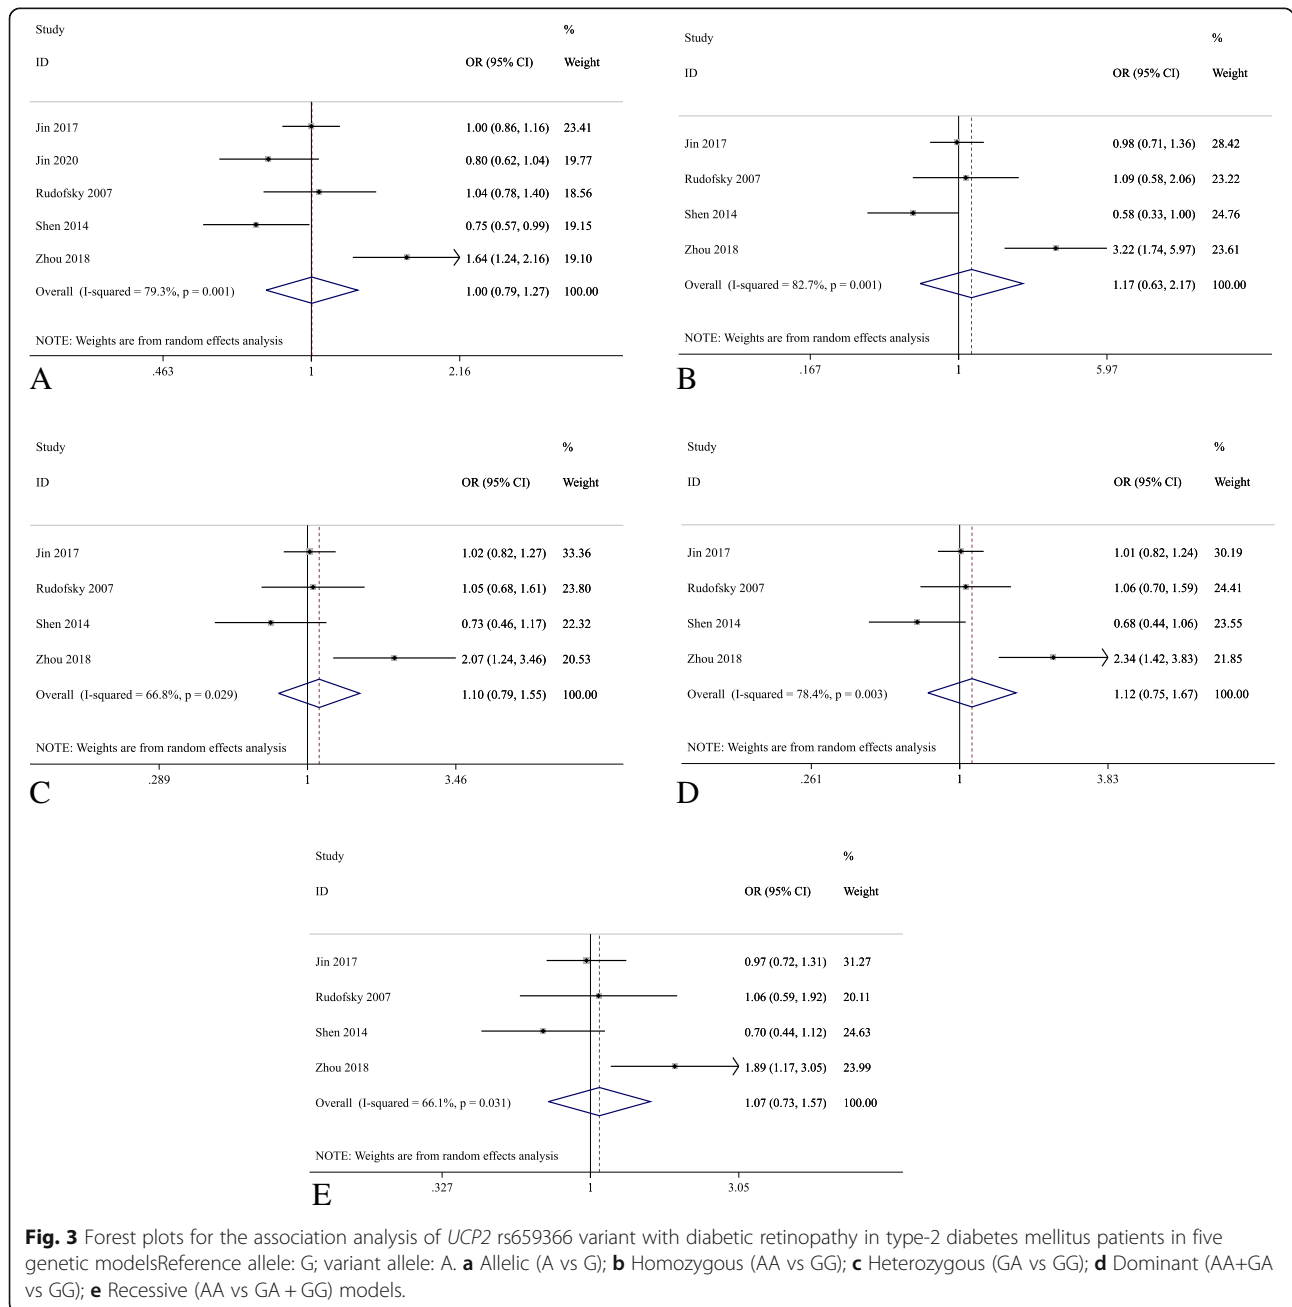 Study %
ID OR (95% CI) Weight
Jin 2017 1.00 (0.86, 1.16) 23.41
Jin 2020 0.80 (0.62, 1.04) 19.77
Rudofsky 2007 1.04 (0.78, 1.40) 18.56
Shen 2014 0.75 (0.57, 0.99) 19.15
Zhou 2018 1.64 (1.24, 2.16) 19.10
Overall (I-squared = 79.3%, p = 0.001) 1.00 (0.79, 1.27) 100.00
NOTE: Weights are from random effects analysis
.463 1 2.16
A
Study %
ID OR (95% CI) Weight
Jin 2017 0.98 (0.71, 1.36) 28.42
Rudofsky 2007 1.09 (0.58, 2.06) 23.22
Shen 2014 0.58 (0.33, 1.00) 24.76
Zhou 2018 3.22 (1.74, 5.97) 23.61
Overall (I-squared = 82.7%, p = 0.001) 1.17 (0.63, 2.17) 100.00
NOTE: Weights are from random effects analysis
.167 1 5.97
B
Study %
ID OR (95% CI) Weight
Jin 2017 1.02 (0.82, 1.27) 33.36
Rudofsky 2007 1.05 (0.68, 1.61) 23.80
Shen 2014 0.73 (0.46, 1.17) 22.32
Zhou 2018 2.07 (1.24, 3.46) 20.53
Overall (I-squared = 66.8%, p = 0.029) 1.10 (0.79, 1.55) 100.00
NOTE: Weights are from random effects analysis
.289 1 3.46
C
Study %
ID OR (95% CI) Weight
Jin 2017 1.01 (0.82, 1.24) 30.19
Rudofsky 2007 1.06 (0.70, 1.59) 24.41
Shen 2014 0.68 (0.44, 1.06) 23.55
Zhou 2018 2.34 (1.42, 3.83) 21.85
Overall (I-squared = 78.4%, p = 0.003) 1.12 (0.75, 1.67) 100.00
NOTE: Weights are from random effects analysis
.261 1 3.83
D
Study %
ID OR (95% CI) Weight
Jin 2017 0.97 (0.72, 1.31) 31.27
Rudofsky 2007 1.06 (0.59, 1.92) 20.11
Shen 2014 0.70 (0.44, 1.12) 24.63
Zhou 2018 1.89 (1.17, 3.05) 23.99
Overall (I-squared = 66.1%, p = 0.031) 1.07 (0.73, 1.57) 100.00
NOTE: Weights are from random effects analysis
.327 1 3.05
E
Fig. 3 Forest plots for the association analysis of UCP2 rs659366 variant with diabetic retinopathy in type-2 diabetes mellitus patients in five
genetic modelsReference allele: G; variant allele: A. a Allelic (A vs G); b Homozygous (AA vs GG); c Heterozygous (GA vs GG); d Dominant (AA+GA
vs GG); e Recessive (AA vs GA + GG) models.